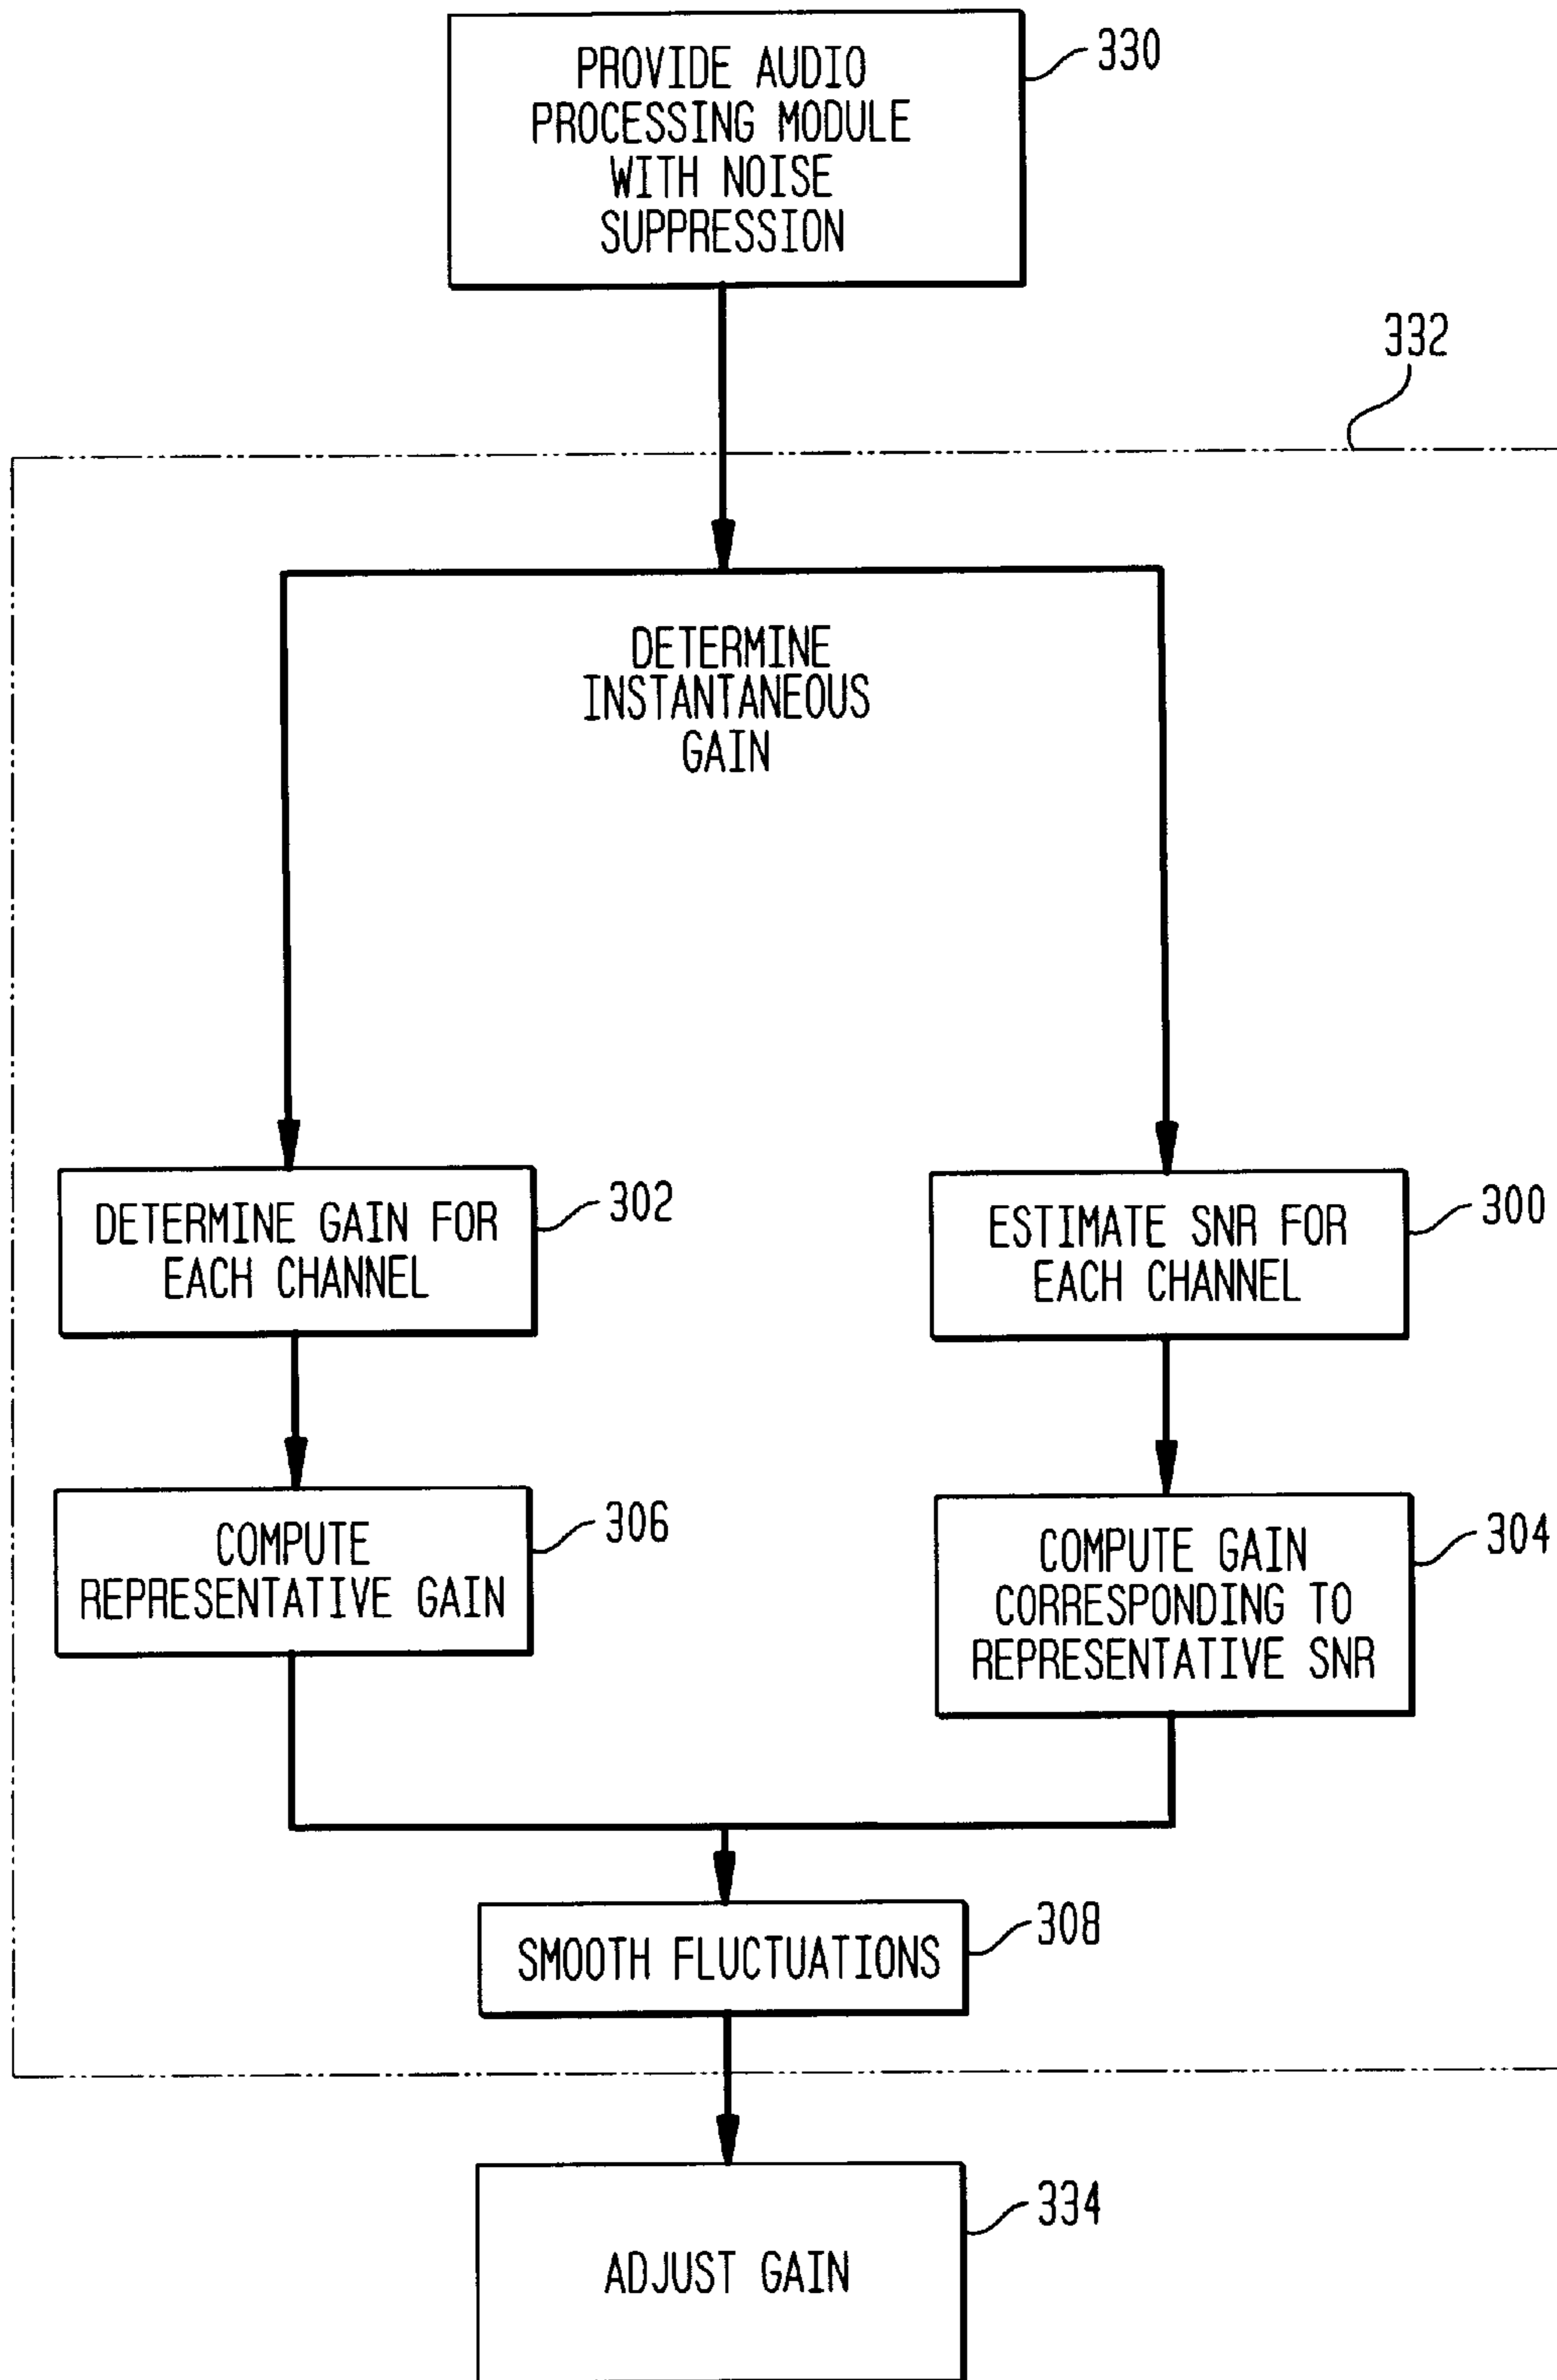 PROVIDE AUDIO
PROCESSING MODULE
WITH NOISE
SUPPRESSION
330
332
DETERMINE
INSTANTANEOUS
GAIN
DETERMINE GAIN FOR
EACH CHANNEL
302
ESTIMATE SNR FOR
EACH CHANNEL
300
COMPUTE
REPRESENTATIVE GAIN
306
COMPUTE GAIN
CORRESPONDING TO
REPRESENTATIVE SNR
304
SMOOTH FLUCTUATIONS
308
ADJUST GAIN
334